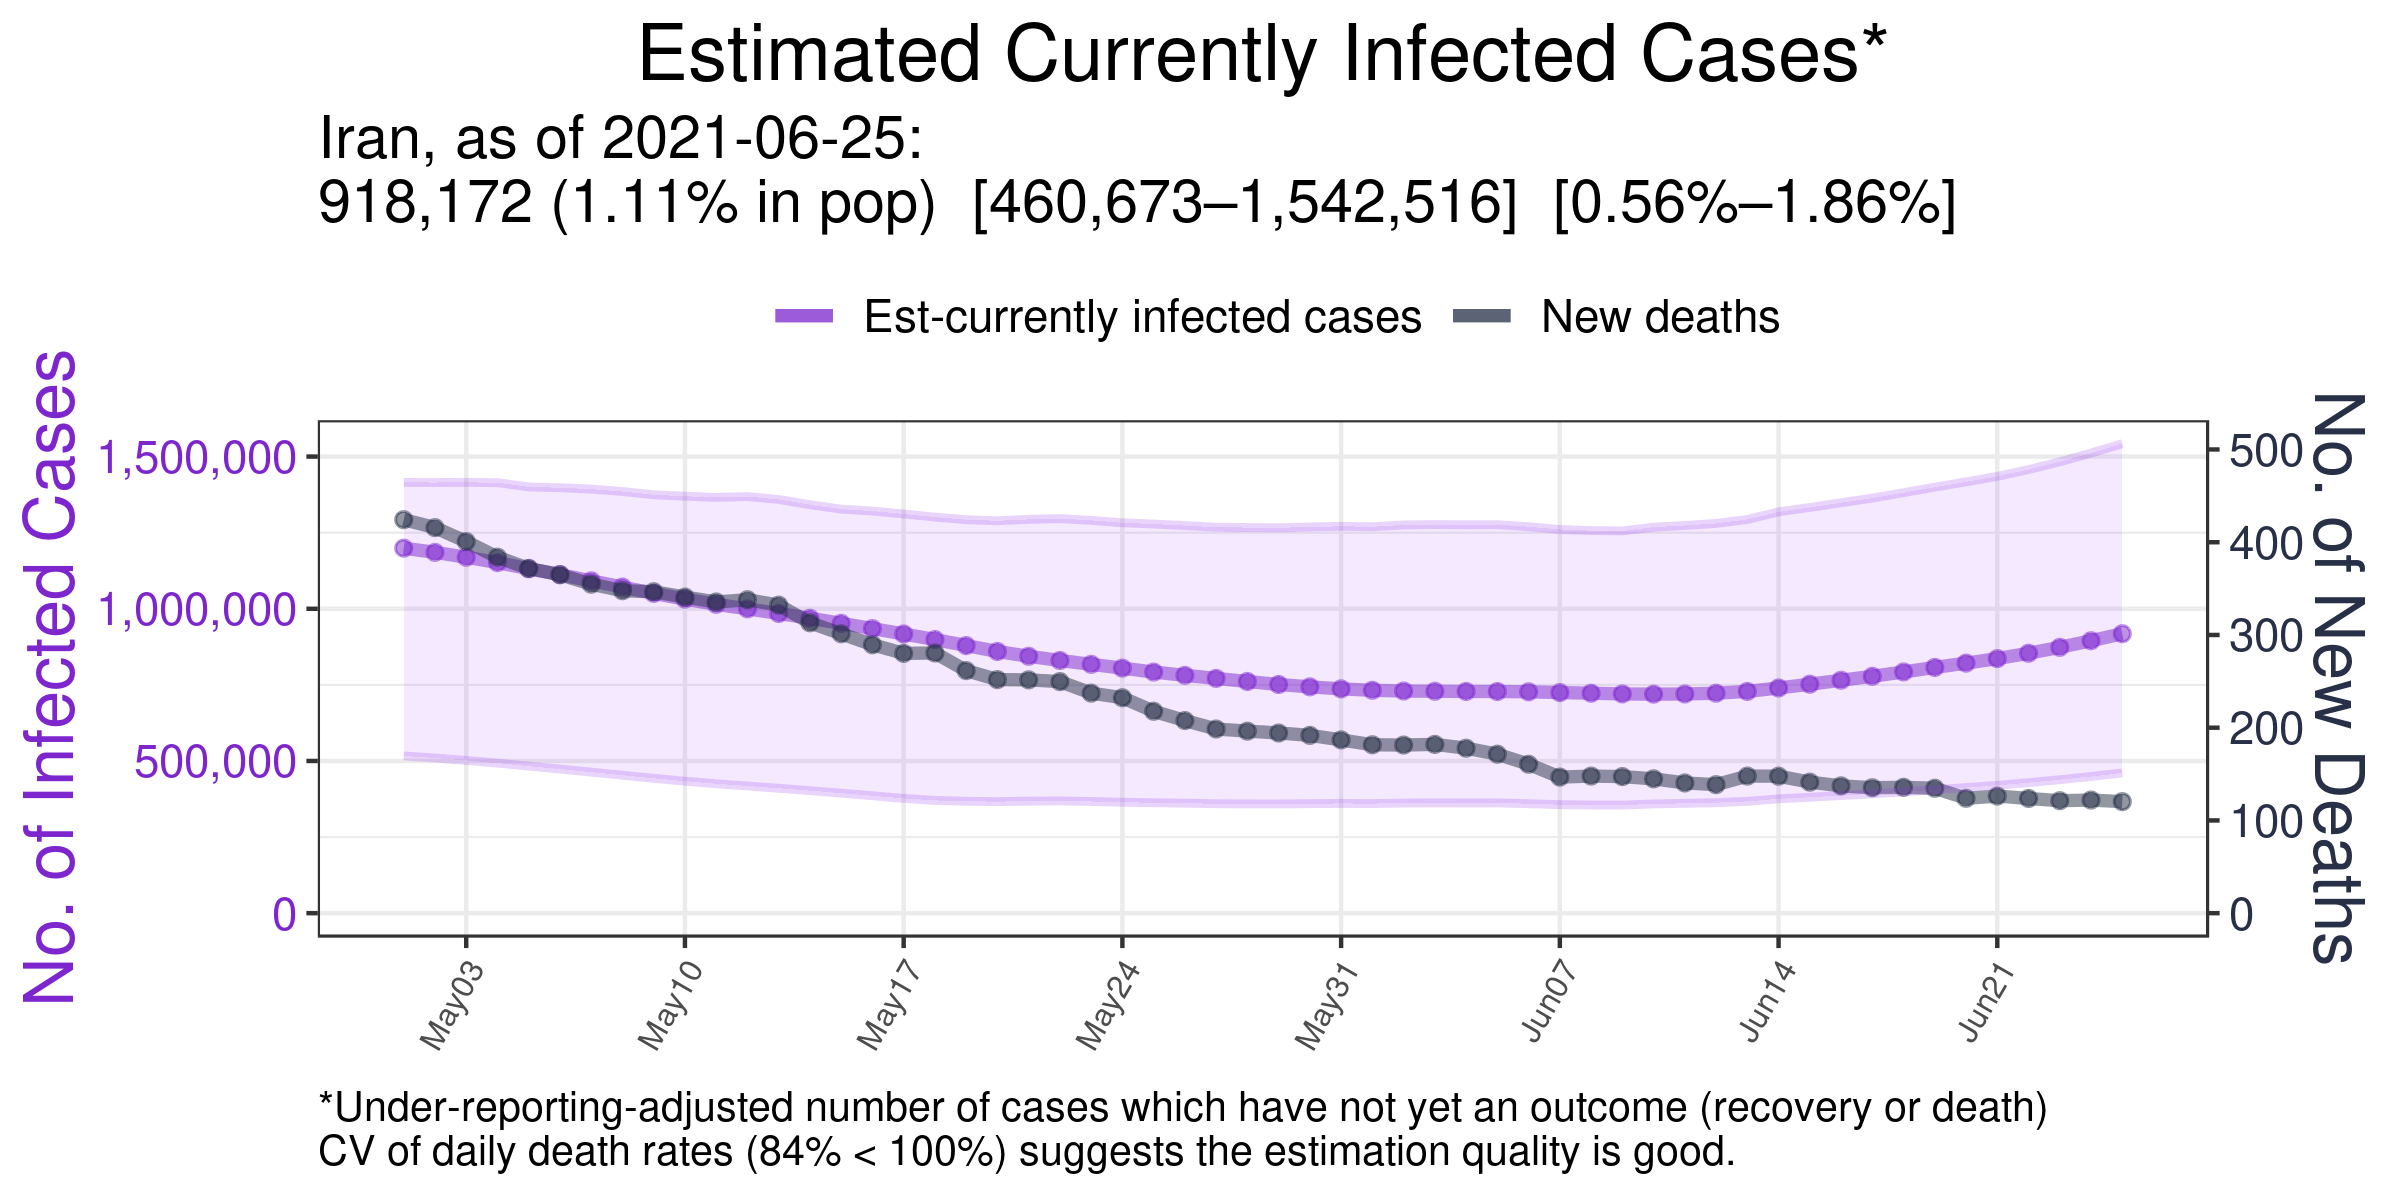 Estimated Currently Infected Cases*
Iran, as of 2021-06-25:
918,172 (1.11% in pop)  [460,673–1,542,516]  [0.56%–1.86%]
Est-currently infected cases
New deaths
No. of Infected Cases
1,500,000
1,000,000
500,000
0
500
400
300
200
100
0
No. of New Deaths
May03
May10
May17
May24
May31
Jun07
Jun14
Jun21
*Under-reporting-adjusted number of cases which have not yet an outcome (recovery or death)
CV of daily death rates (84% < 100%) suggests the estimation quality is good.